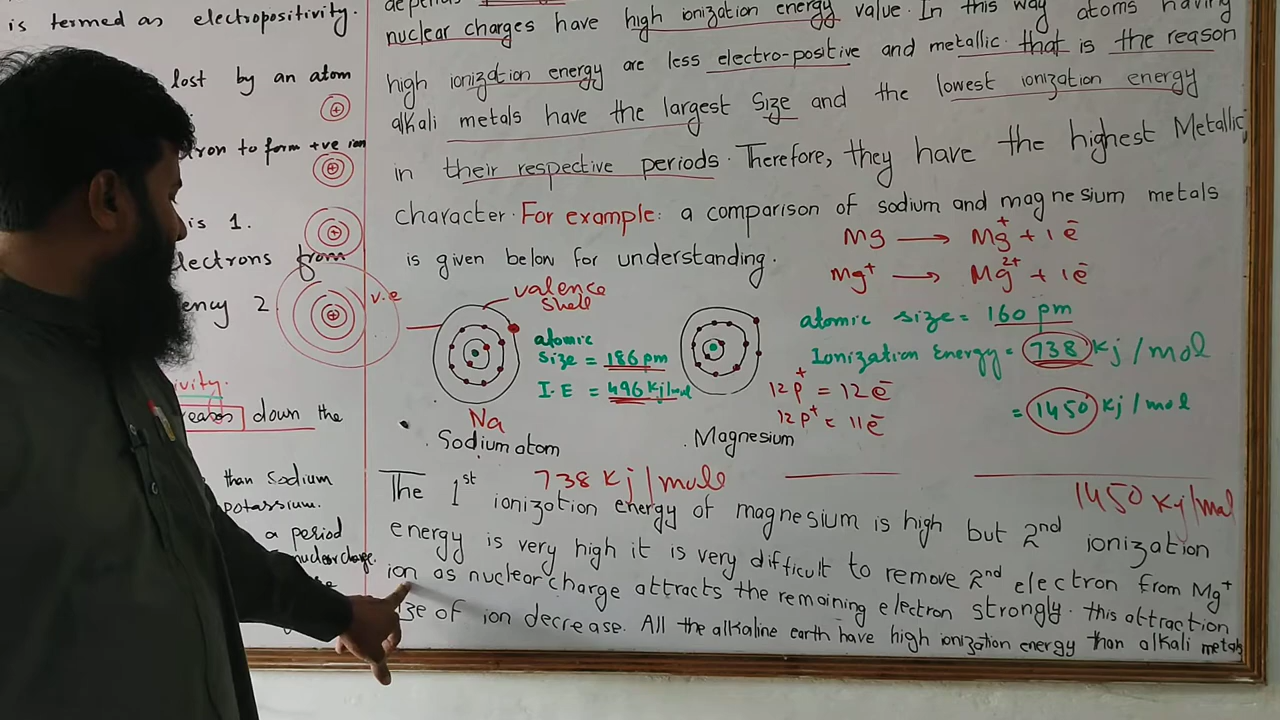 is termed as electropositivity.
lost by an atom
tron to form +ve ion
is 1.
lectrons from
ency 2
v.e
ivity.
down the
than sodium
potassium.
a period
nuclear charge.
depends
nuclear charges have high ionization energy value. In this way atoms having
high ionization energy are less electro-positive and metallic. that is the reason
alkali metals have the largest Size and the lowest ionization energy
in their respective periods. Therefore, they have the highest Metallic
character. For example: a comparison of sodium and magnesium metals
is given below for understanding.
Mg → Mg⁺ + 1ē
Mg⁺ → Mg²⁺ + 1ē
valence
shell
atomic
size = 186 pm
I.E = 496 Kj/mol
Na
Sodium atom
Magnesium
atomic size = 160 pm
Ionization Energy = 738 Kj/mol
= 1450 Kj/mol
12p⁺ = 12ē
12p⁺ = 11ē
738 Kj/mole
1450 Kj/mol
The 1st ionization energy of magnesium is high but 2nd ionization
energy is very high it is very difficult to remove 2nd electron from Mg⁺
ion as nuclear charge attracts the remaining electron strongly. this attraction
ize of ion decrease. All the alkaline earth have high ionization energy than alkali metals